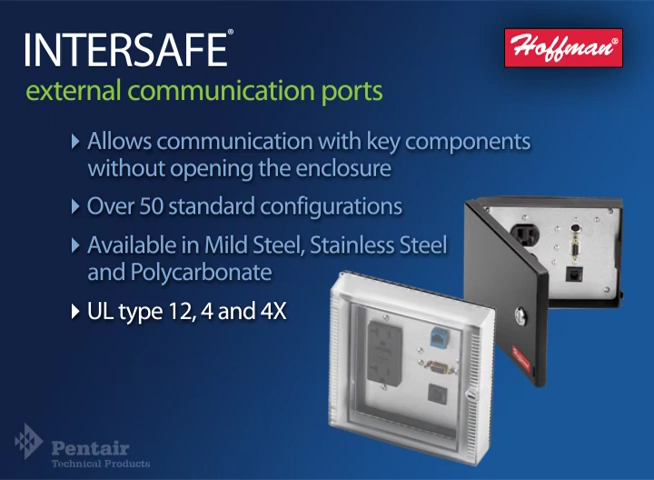 INTERSAFE®
Hoffman®
external communication ports
Allows communication with key components
without opening the enclosure
Over 50 standard configurations
Available in Mild Steel, Stainless Steel
and Polycarbonate
UL type 12, 4 and 4X
Hoffman
Pentair
Technical Products